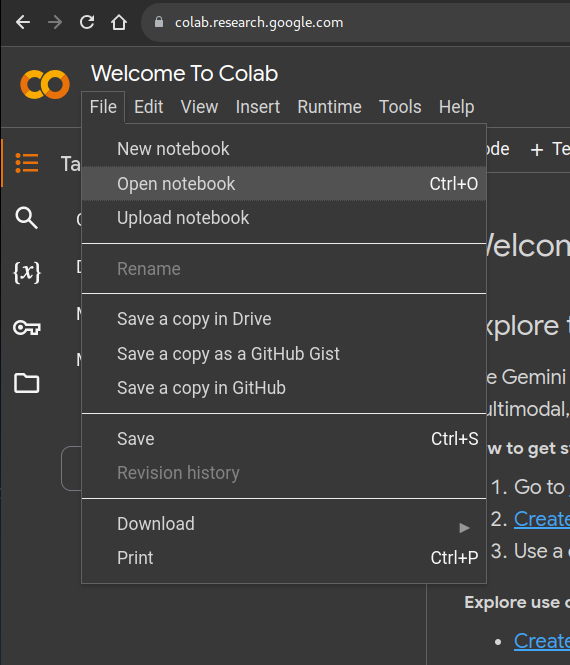 colab.research.google.com
Welcome To Colab
File Edit View Insert Runtime Tools Help
New notebook
Open notebook Ctrl+O
Upload notebook
Rename
Save a copy in Drive
Save a copy as a GitHub Gist
Save a copy in GitHub
Save Ctrl+S
Revision history
Download
Print Ctrl+P
{x}
Ta
ode + Te
Welcom
xplore t
e Gemini
ultimodal,
w to get s
1. Go to
2. Create
3. Use a
Explore use
Create